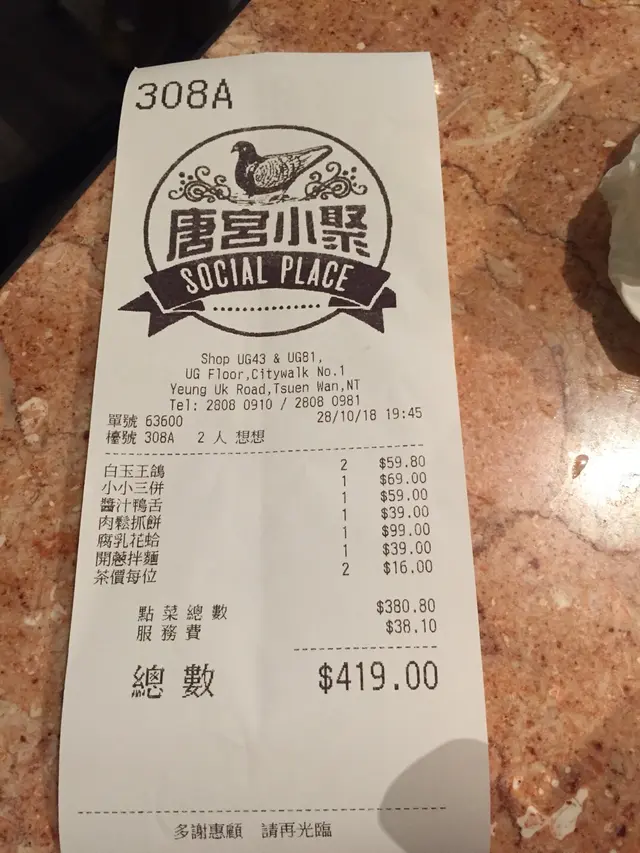 308A
唐宮小聚
SOCIAL PLACE
Shop UG43 & UG81,
UG Floor,Citywalk No.1
Yeung Uk Road,Tsuen Wan,NT
Tel: 2808 0910 / 2808 0981
單號 63600 28/10/18 19:45
檯號 308A 2 人 想想
白玉王鴿 2 $59.80
小小三併 1 $69.00
醬汁鴨舌 1 $59.00
肉鬆抓餅 1 $39.00
腐乳花蛤 1 $99.00
開蔥拌麵 1 $39.00
茶價每位 2 $16.00
點菜總數 $380.80
服務費 $38.10
總數 $419.00
多謝惠顧 請再光臨